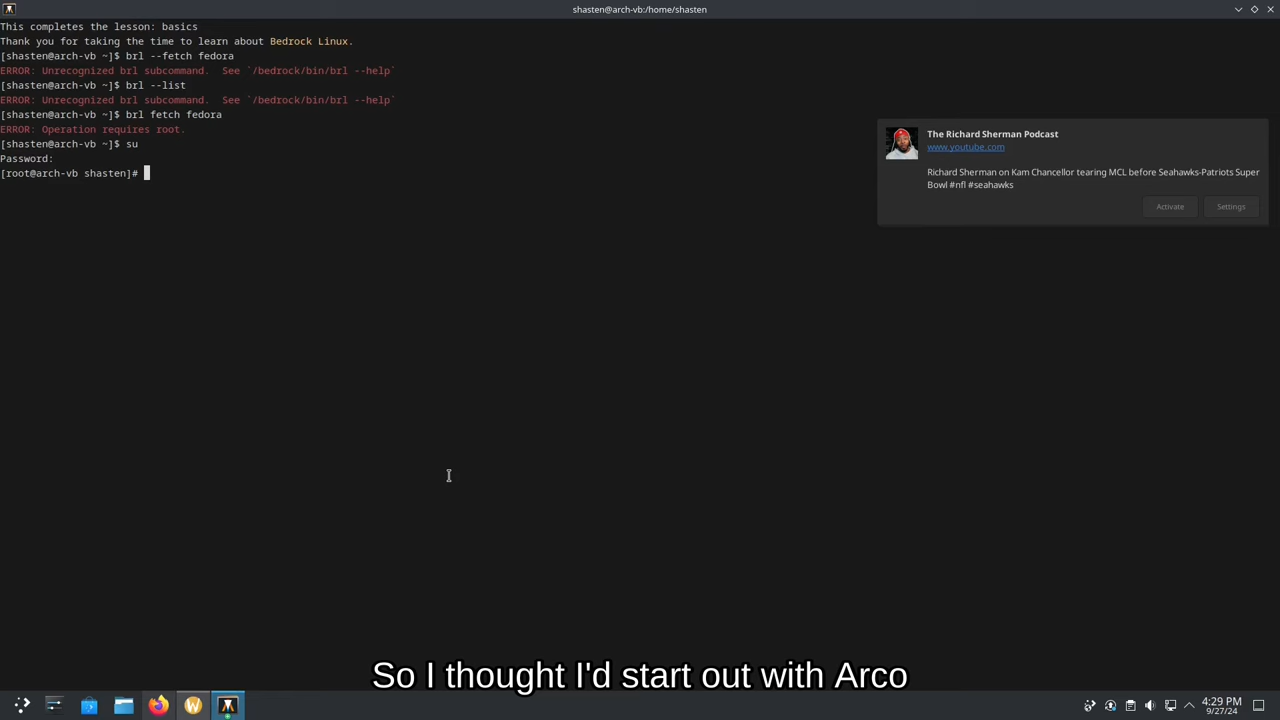 shasten@arch-vb:/home/shasten
This completes the lesson: basics
Thank you for taking the time to learn about Bedrock Linux.
[shasten@arch-vb ~]$ brl --fetch fedora
ERROR: Unrecognized brl subcommand.  See `/bedrock/bin/brl --help`
[shasten@arch-vb ~]$ brl --list
ERROR: Unrecognized brl subcommand.  See `/bedrock/bin/brl --help`
[shasten@arch-vb ~]$ brl fetch fedora
ERROR: Operation requires root.
[shasten@arch-vb ~]$ su
Password:
[root@arch-vb shasten]#
The Richard Sherman Podcast
www.youtube.com
Richard Sherman on Kam Chancellor tearing MCL before Seahawks-Patriots Super
Bowl #nfl #seahawks
Activate Settings
So I thought I'd start out with Arco
4:29 PM
9/27/24